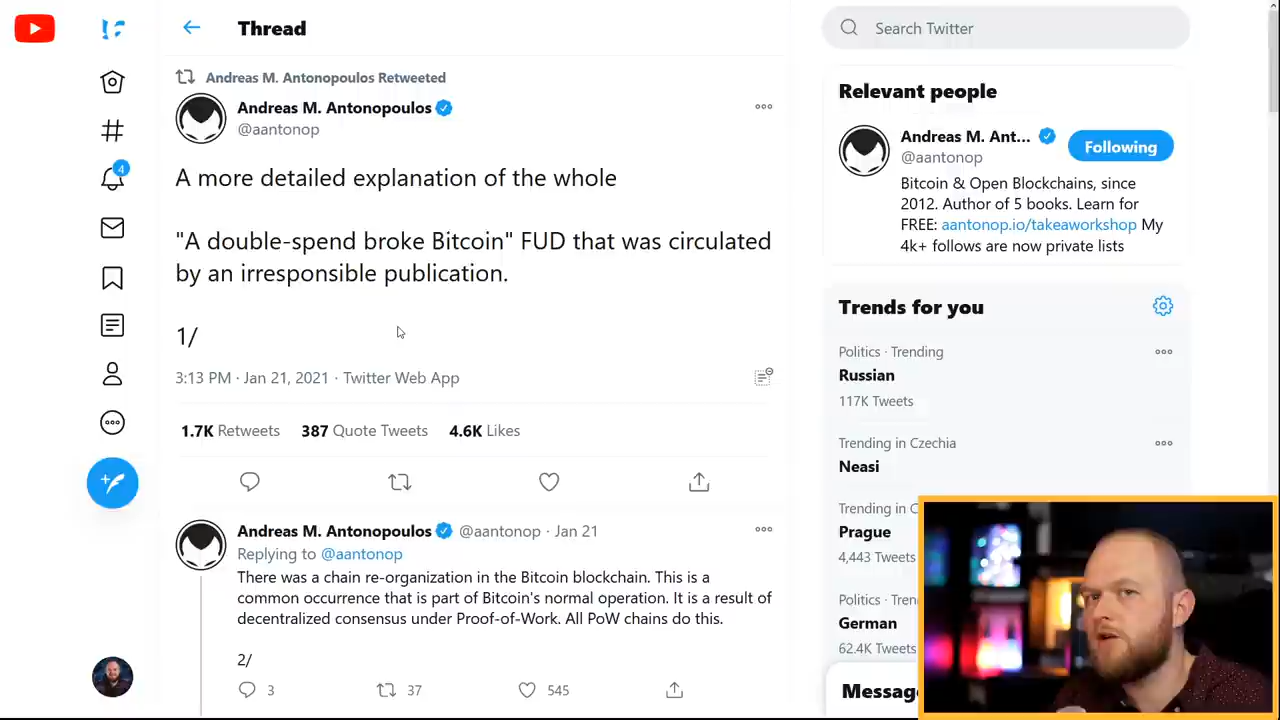 Thread
Andreas M. Antonopoulos Retweeted
Andreas M. Antonopoulos
@aantonop
A more detailed explanation of the whole
"A double-spend broke Bitcoin" FUD that was circulated
by an irresponsible publication.
1/
3:13 PM · Jan 21, 2021 · Twitter Web App
1.7K Retweets 387 Quote Tweets 4.6K Likes
Andreas M. Antonopoulos @aantonop · Jan 21
Replying to @aantonop
There was a chain re-organization in the Bitcoin blockchain. This is a
common occurrence that is part of Bitcoin's normal operation. It is a result of
decentralized consensus under Proof-of-Work. All PoW chains do this.
2/
3 37 545
4
Search Twitter
Relevant people
Andreas M. Ant...
@aantonop
Following
Bitcoin & Open Blockchains, since
2012. Author of 5 books. Learn for
FREE: aantonop.io/takeaworkshop My
4k+ follows are now private lists
Trends for you
Politics · Trending
Russian
117K Tweets
Trending in Czechia
Neasi
Trending in C
Prague
4,443 Tweets
Politics · Tren
German
62.4K Tweets
Messag